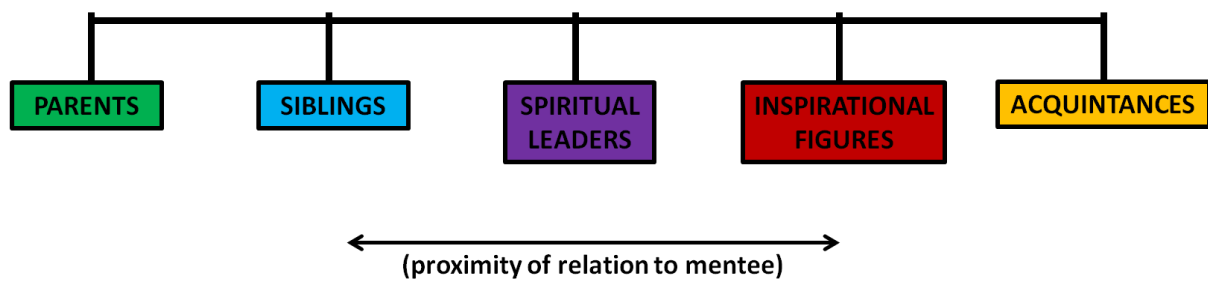 PARENTS
SIBLINGS
SPIRITUAL
LEADERS
INSPIRATIONAL
FIGURES
ACQUINTANCES
(proximity of relation to mentee)